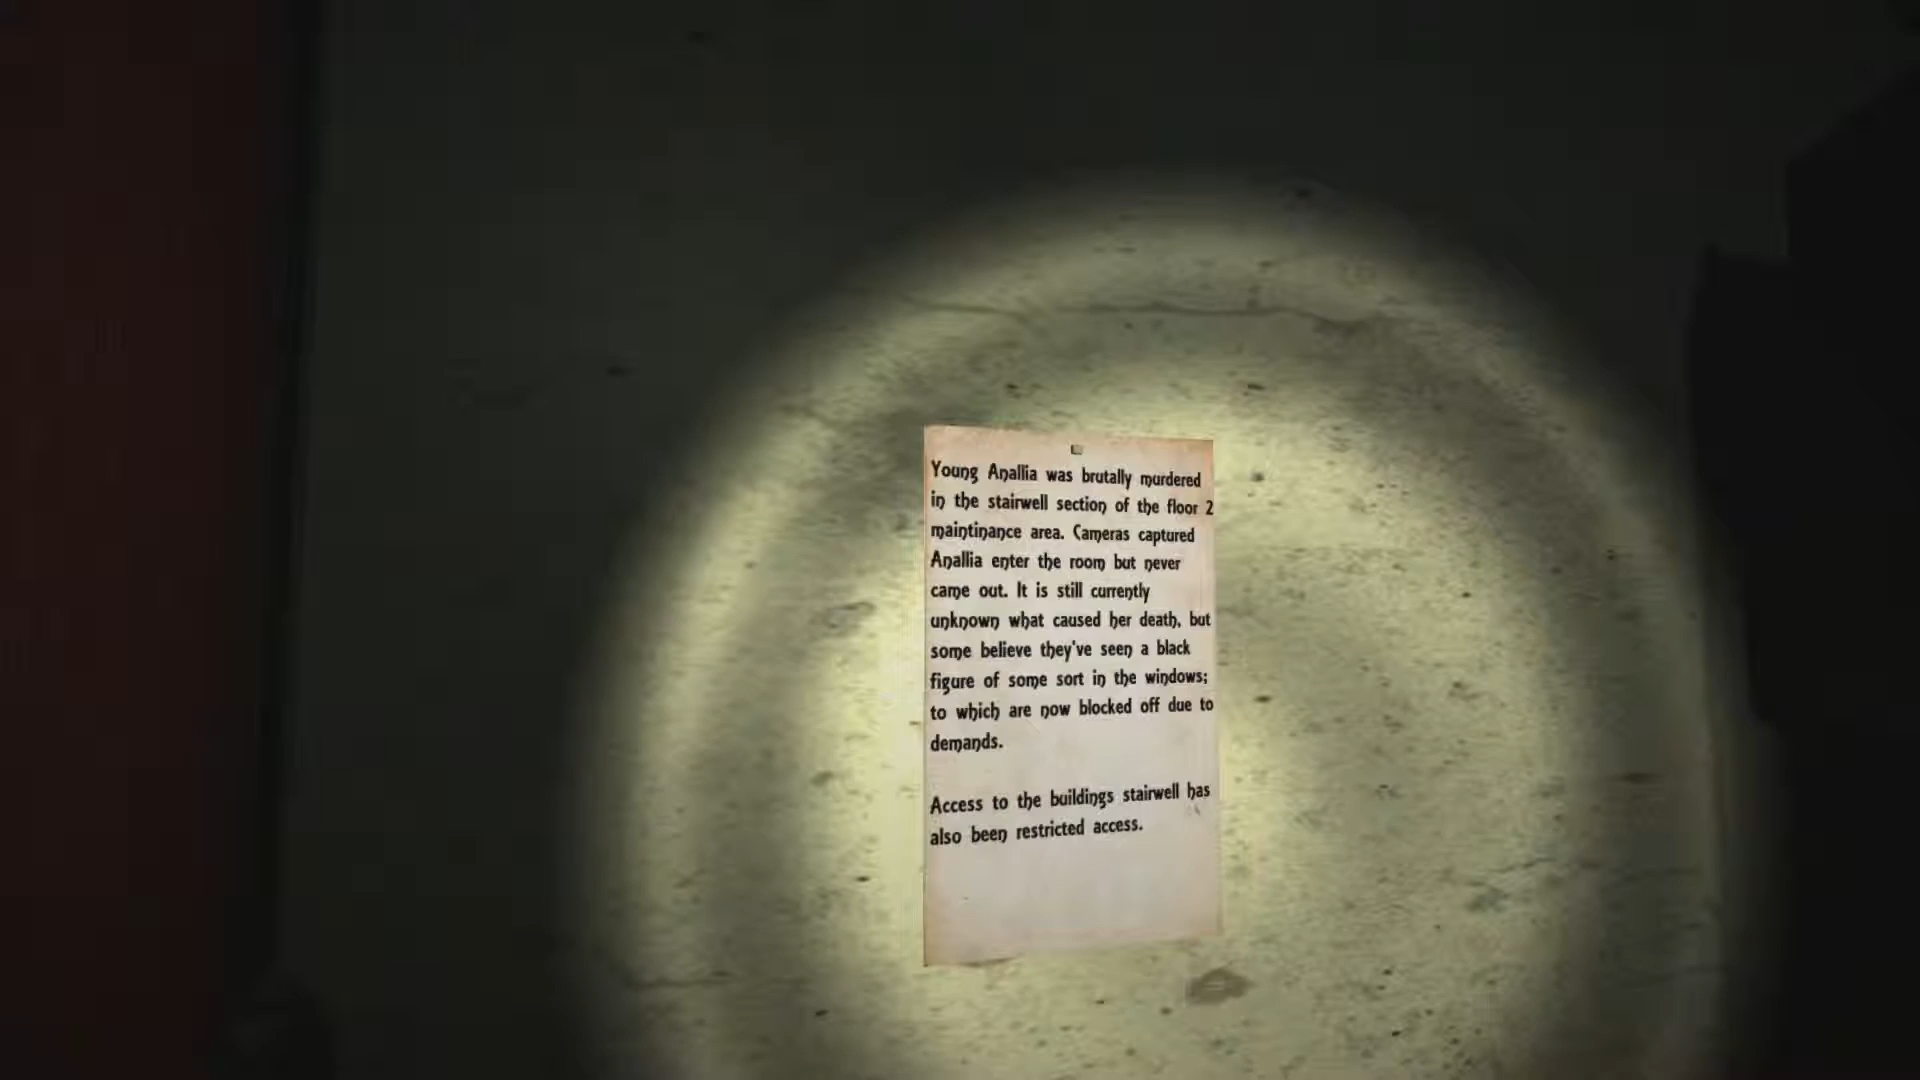 Young Anallia was brutally murdered
in the stairwell section of the floor 2
maintinance area. Cameras captured
Anallia enter the room but never
came out. It is still currently
unknown what caused her death, but
some believe they've seen a black
figure of some sort in the windows;
to which are now blocked off due to
demands.
Access to the buildings stairwell has
also been restricted access.